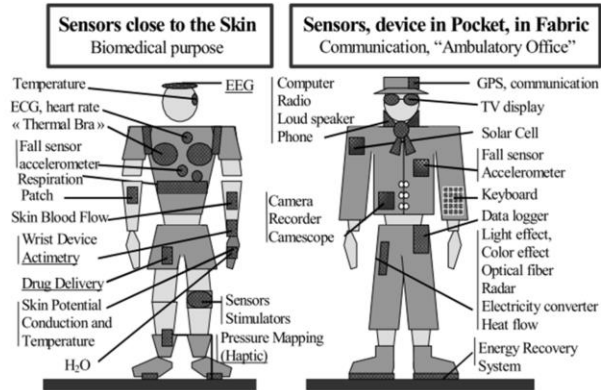 Sensors close to the Skin
Biomedical purpose
Temperature
EEG
ECG, heart rate
« Thermal Bra»
Fall sensor
accelerometer
Respiration
Patch
Skin Blood Flow
Wrist Device
Actimetry
Drug Delivery
Skin Potential
Conduction and
Temperature
H2O
Sensors
Stimulators
Pressure Mapping
(Haptic)
Sensors, device in Pocket, in Fabric
Communication, “Ambulatory Office”
Computer
Radio
Loud speaker
Phone
Camera
Recorder
Camescope
GPS, communication
TV display
Solar Cell
Fall sensor
Accelerometer
Keyboard
Data logger
Light effect,
Color effect
Optical fiber
Radar
Electricity converter
Heat flow
Energy Recovery
System